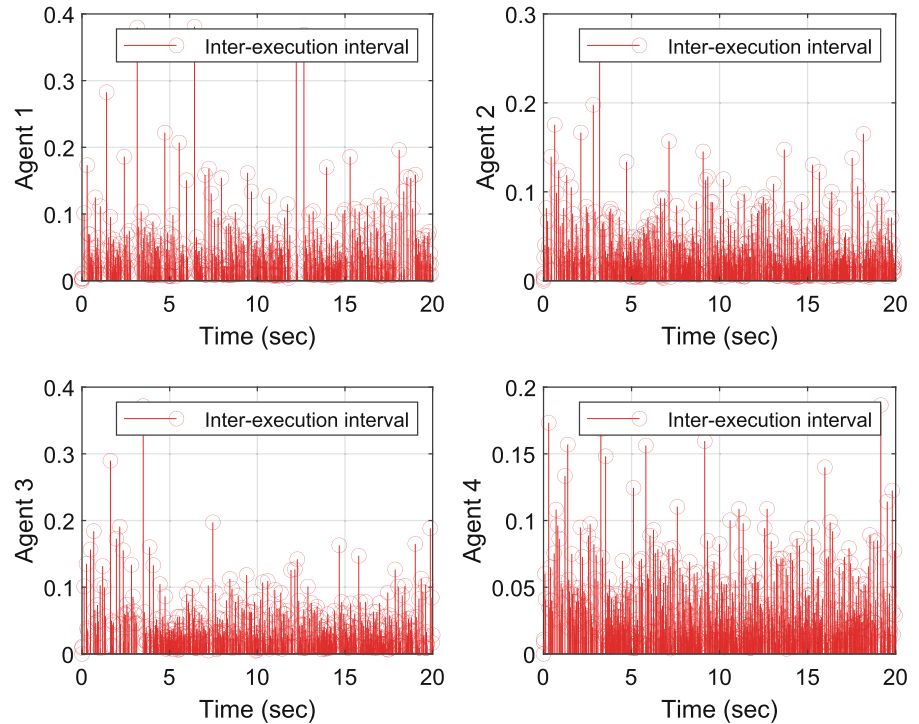 0.4
Inter-execution interval
0.3
0.2
0.1
0
Agent 1
0 5 10 15 20
Time (sec)
0.3
Inter-execution interval
0.2
0.1
0
Agent 2
0 5 10 15 20
Time (sec)
0.4
Inter-execution interval
0.3
0.2
0.1
0
Agent 3
0 5 10 15 20
Time (sec)
0.2
Inter-execution interval
0.15
0.1
0.05
0
Agent 4
0 5 10 15 20
Time (sec)